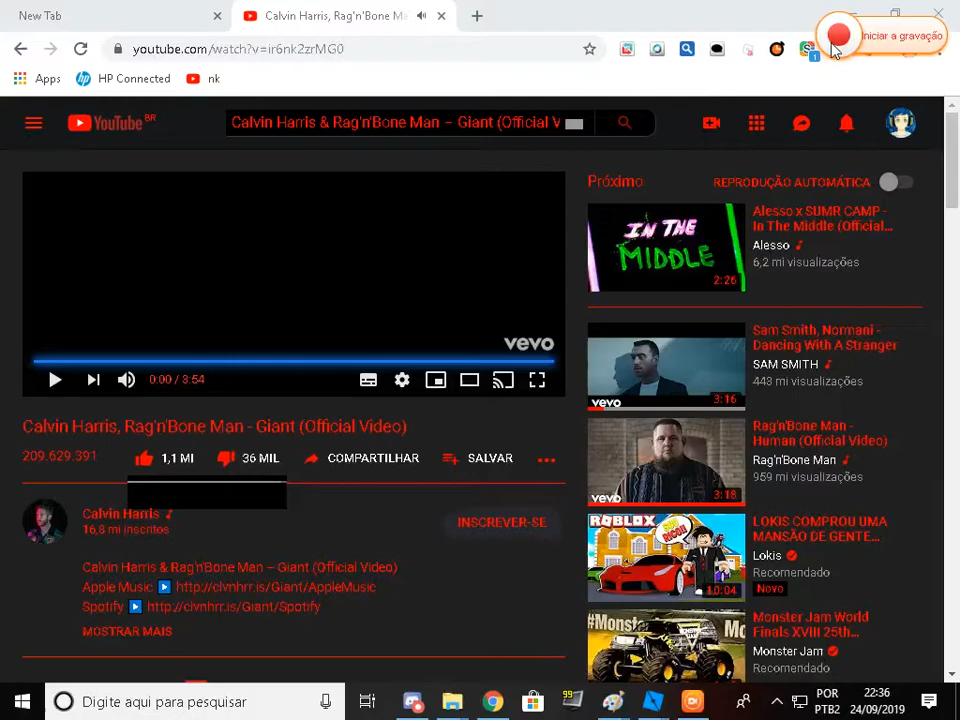 New Tab
Calvin Harris, Rag'n'Bone Ma
Iniciar a gravação
youtube.com/watch?v=ir6nk2zrMG0
1
Apps
HP Connected
nk
YouTube BR
Calvin Harris & Rag'n'Bone Man – Giant (Official V
Próximo
REPRODUÇÃO AUTOMÁTICA
IN THE
MIDDLE
2:26
Alesso x SUMR CAMP -
In The Middle (Official...
Alesso
6,2 mi visualizações
vevo
0:00 / 3:54
vevo
3:16
Sam Smith, Normani -
Dancing With A Stranger
SAM SMITH
443 mi visualizações
Calvin Harris, Rag'n'Bone Man - Giant (Official Video)
209.629.391
1,1 MI
36 MIL
COMPARTILHAR
SALVAR
vevo
3:18
Rag'n'Bone Man -
Human (Official Video)
Rag'n'Bone Man
959 mi visualizações
Calvin Harris
16,8 mi inscritos
INSCREVER-SE
ROBLOX
10:04
LOKIS COMPROU UMA
MANSÃO DE GENTE...
Lokis
Recomendado
Novo
Calvin Harris & Rag'n'Bone Man – Giant (Official Video)
Apple Music http://clvnhrr.is/Giant/AppleMusic
Spotify http://clvnhrr.is/Giant/Spotify
MOSTRAR MAIS
#Monste
Monster Jam World
Finals XVIII 25th...
Monster Jam
Recomendado
Digite aqui para pesquisar
99
POR
PTB2
22:36
24/09/2019